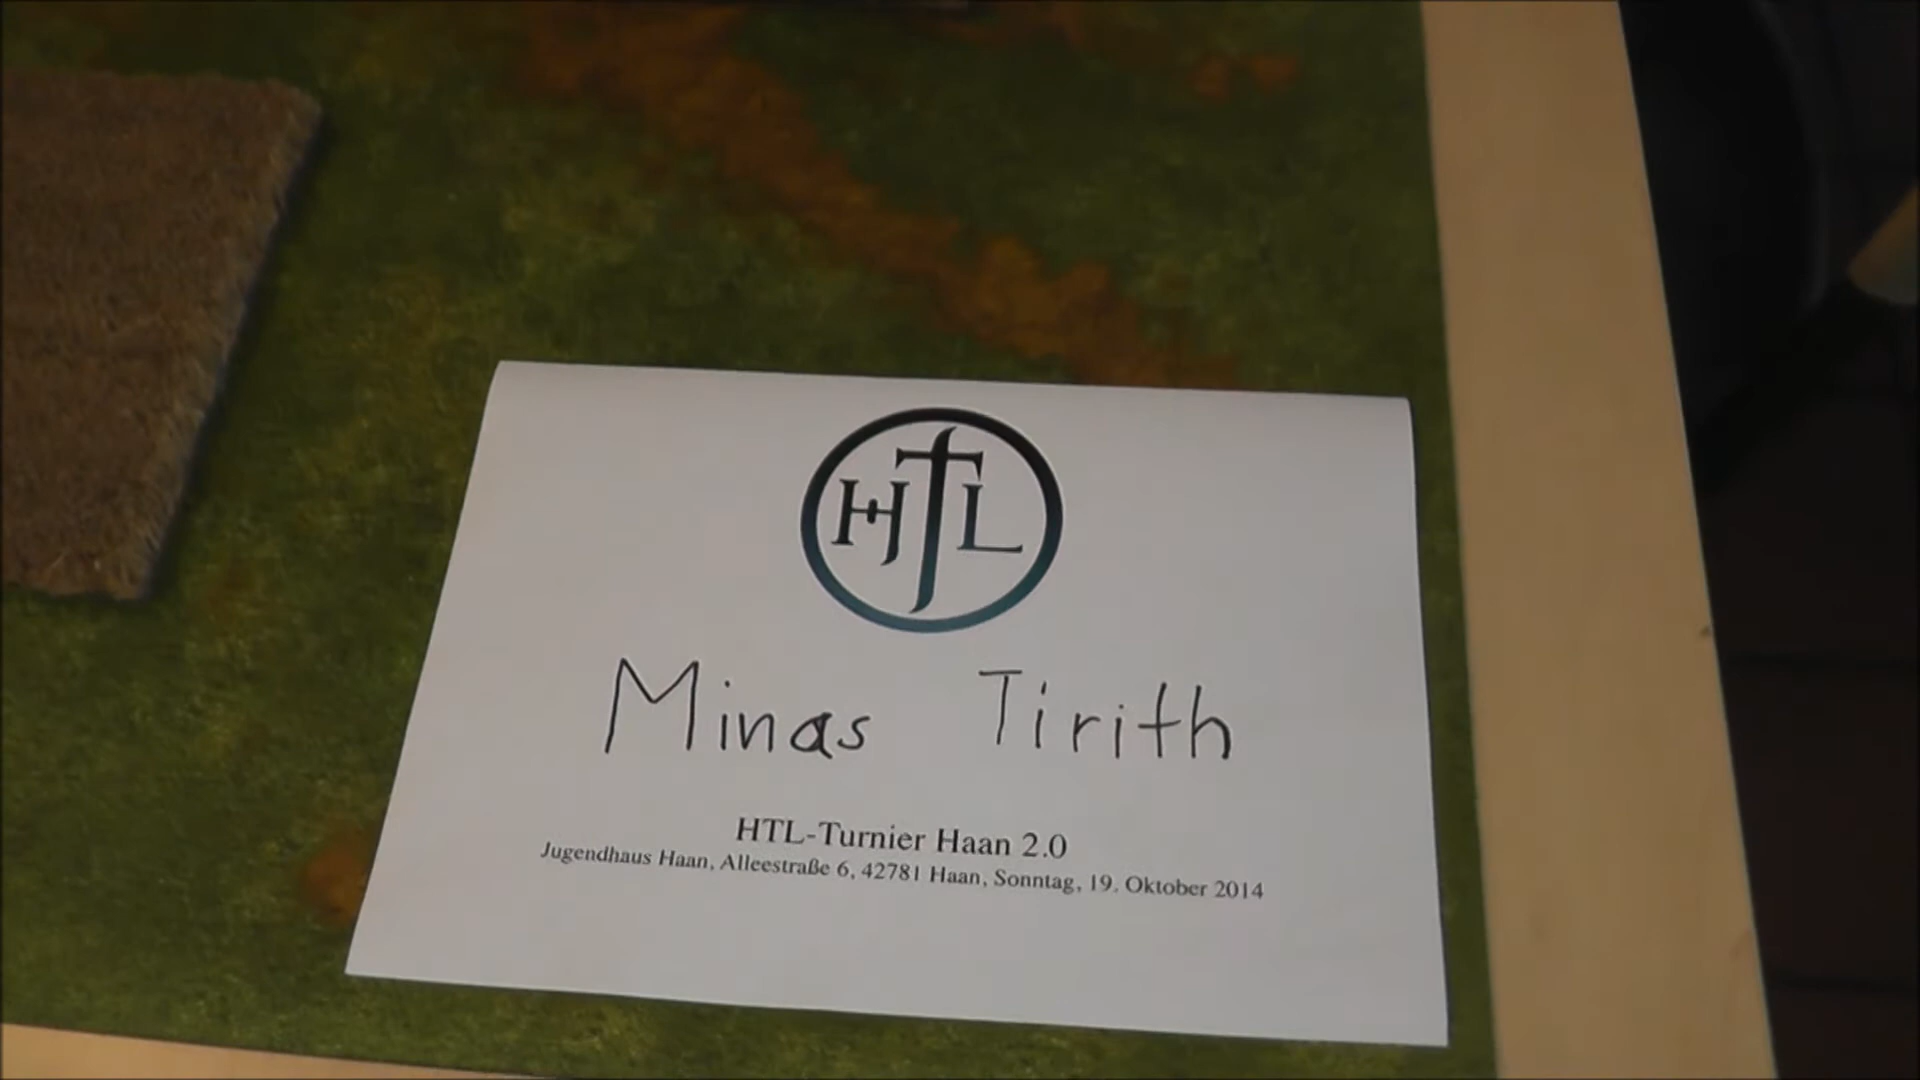 HTL
Minas Tirith
HTL-Turnier Haan 2.0
Jugendhaus Haan, Alleestraße 6, 42781 Haan, Sonntag, 19. Oktober 2014